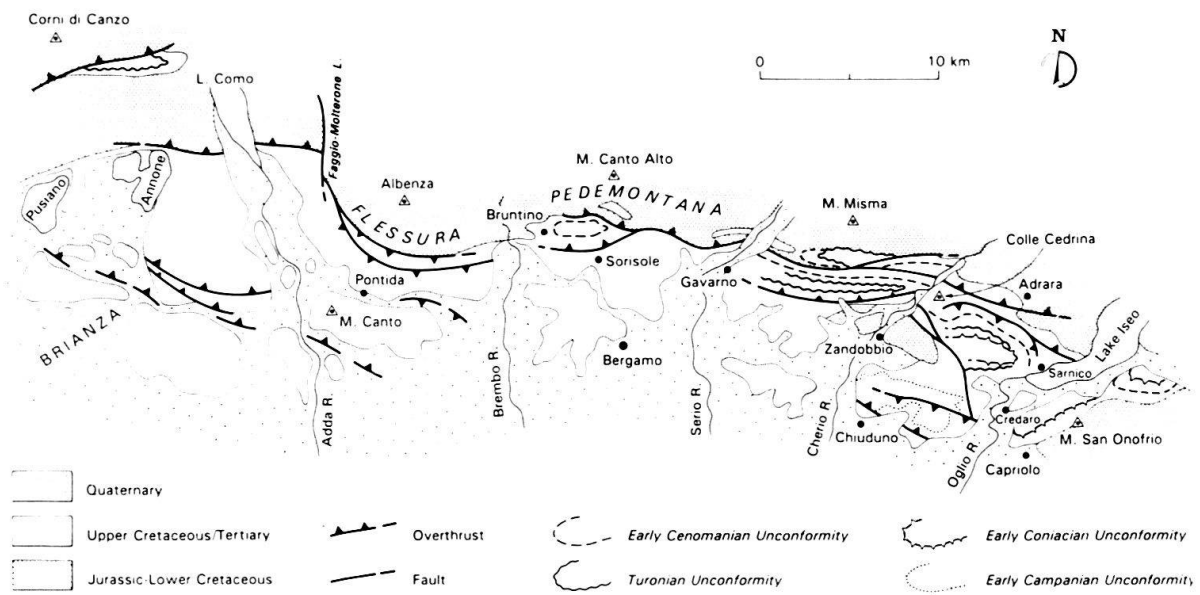 Corni di Canzo
L. Como
Faggio-Molterone L.
N
0 10 km
Pusiano
Annone
Albenza
FLESSURA
PEDEMONTANA
M. Canto Alto
Bruntino
Sorisole
M. Misma
Colle Cedrina
Gavarno
Adrara
Pontida
M. Canto
BRIANZA
Bergamo
Zandobbio
Sarnico
Lake Iseo
Adda R.
Brembo R.
Serio R.
Cherio R.
Chiuduno
Oglio R.
Credaro
M. San Onofrio
Capriolo
Quaternary
Upper Cretaceous/Tertiary
Jurassic-Lower Cretaceous
Overthrust
Fault
Early Cenomanian Unconformity
Turonian Unconformity
Early Coniacian Unconformity
Early Campanian Unconformity